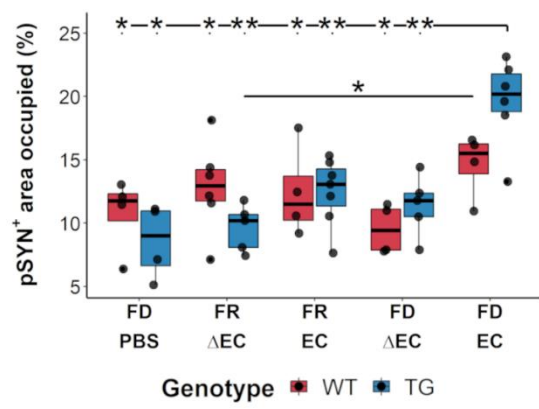 * * * ** * ** * **
25
*
20
15
10
5
pSYN⁺ area occupied (%)
FD FR FR FD FD
PBS ΔEC EC ΔEC EC
Genotype WT TG